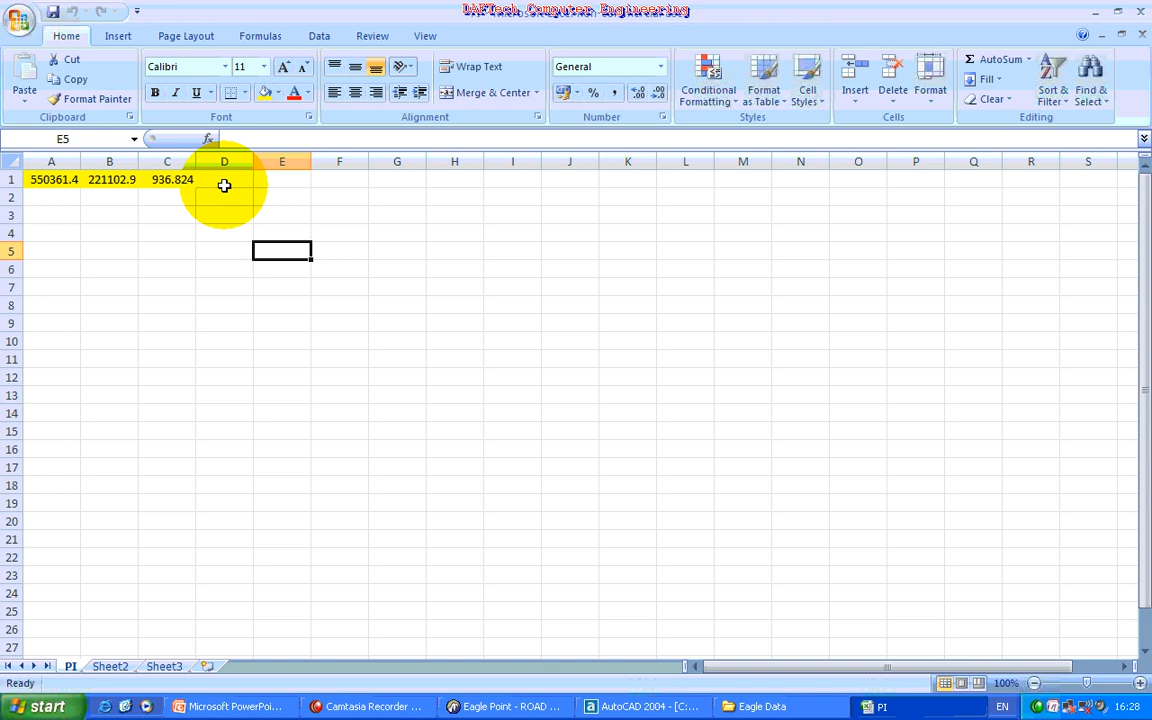 DAFTech Computer Engineering
Home Insert Page Layout Formulas Data Review View
Paste
Cut
Copy
Format Painter
Clipboard
Calibri 11
B I U
Font
Wrap Text
Merge & Center
Alignment
General
Number
Conditional Formatting
Format as Table
Cell Styles
Styles
Insert Delete Format
Cells
AutoSum
Fill
Clear
Sort & Filter
Find & Select
Editing
E5 fx
A B C D E F G H I J K L M N O P Q R S
1 550361.4 221102.9 936.824
2
3
4
5
6
7
8
9
10
11
12
13
14
15
16
17
18
19
20
21
22
23
24
25
26
27
PI Sheet2 Sheet3
Ready 100%
start Microsoft PowerPoi... Camtasia Recorder ... Eagle Point - ROAD ... AutoCAD 2004 - [C:... Eagle Data PI EN 16:28